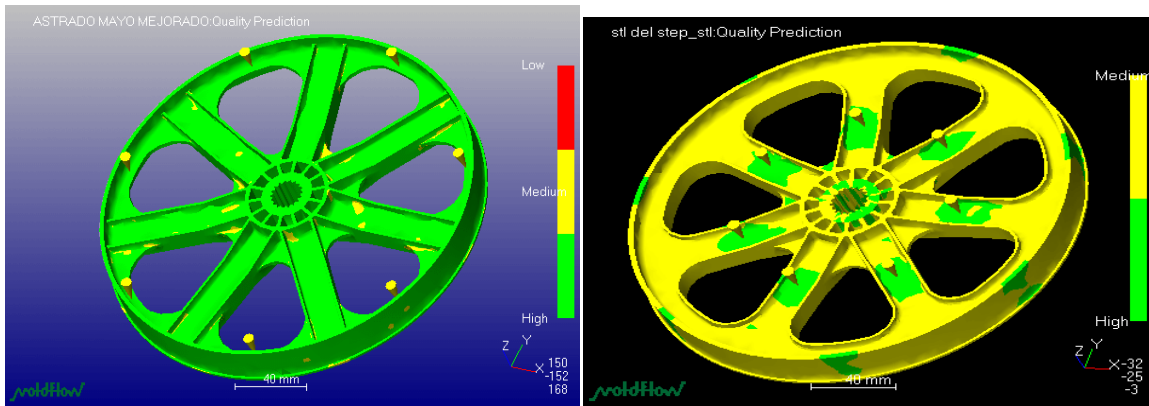 ASTRADO MAYO MEJORADO:Quality Prediction
Low
Medium
High
Z Y X
150
-152
168
40 mm
moldflow
stl del step_stl:Quality Prediction
Medium
High
Z Y X
-32
-25
-3
40 mm
moldflow